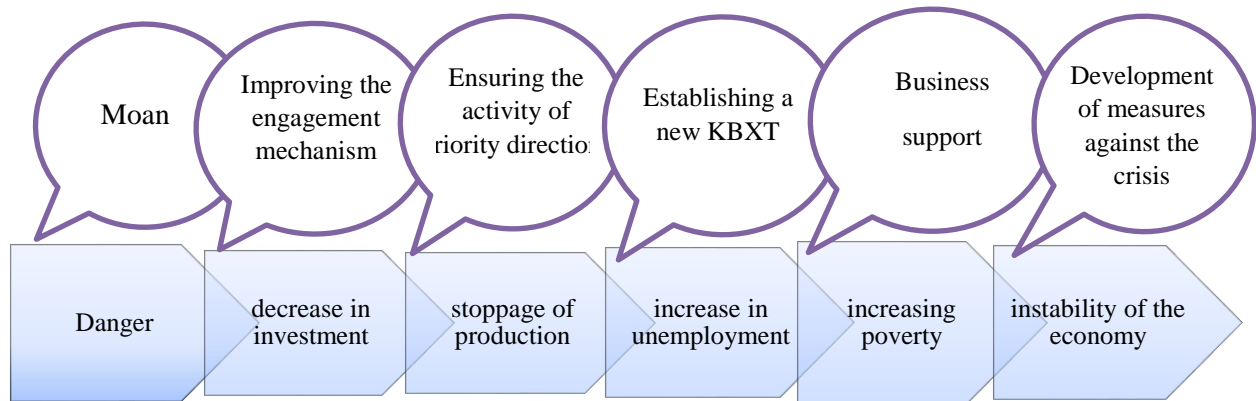 Moan
Improving the
engagement
mechanism
Ensuring the
activity of
riority direction
Establishing a
new KBXT
Business
support
Development
of measures
against the
crisis
Danger
decrease in
investment
stoppage of
production
increase in
unemployment
increasing
poverty
instability of the
economy